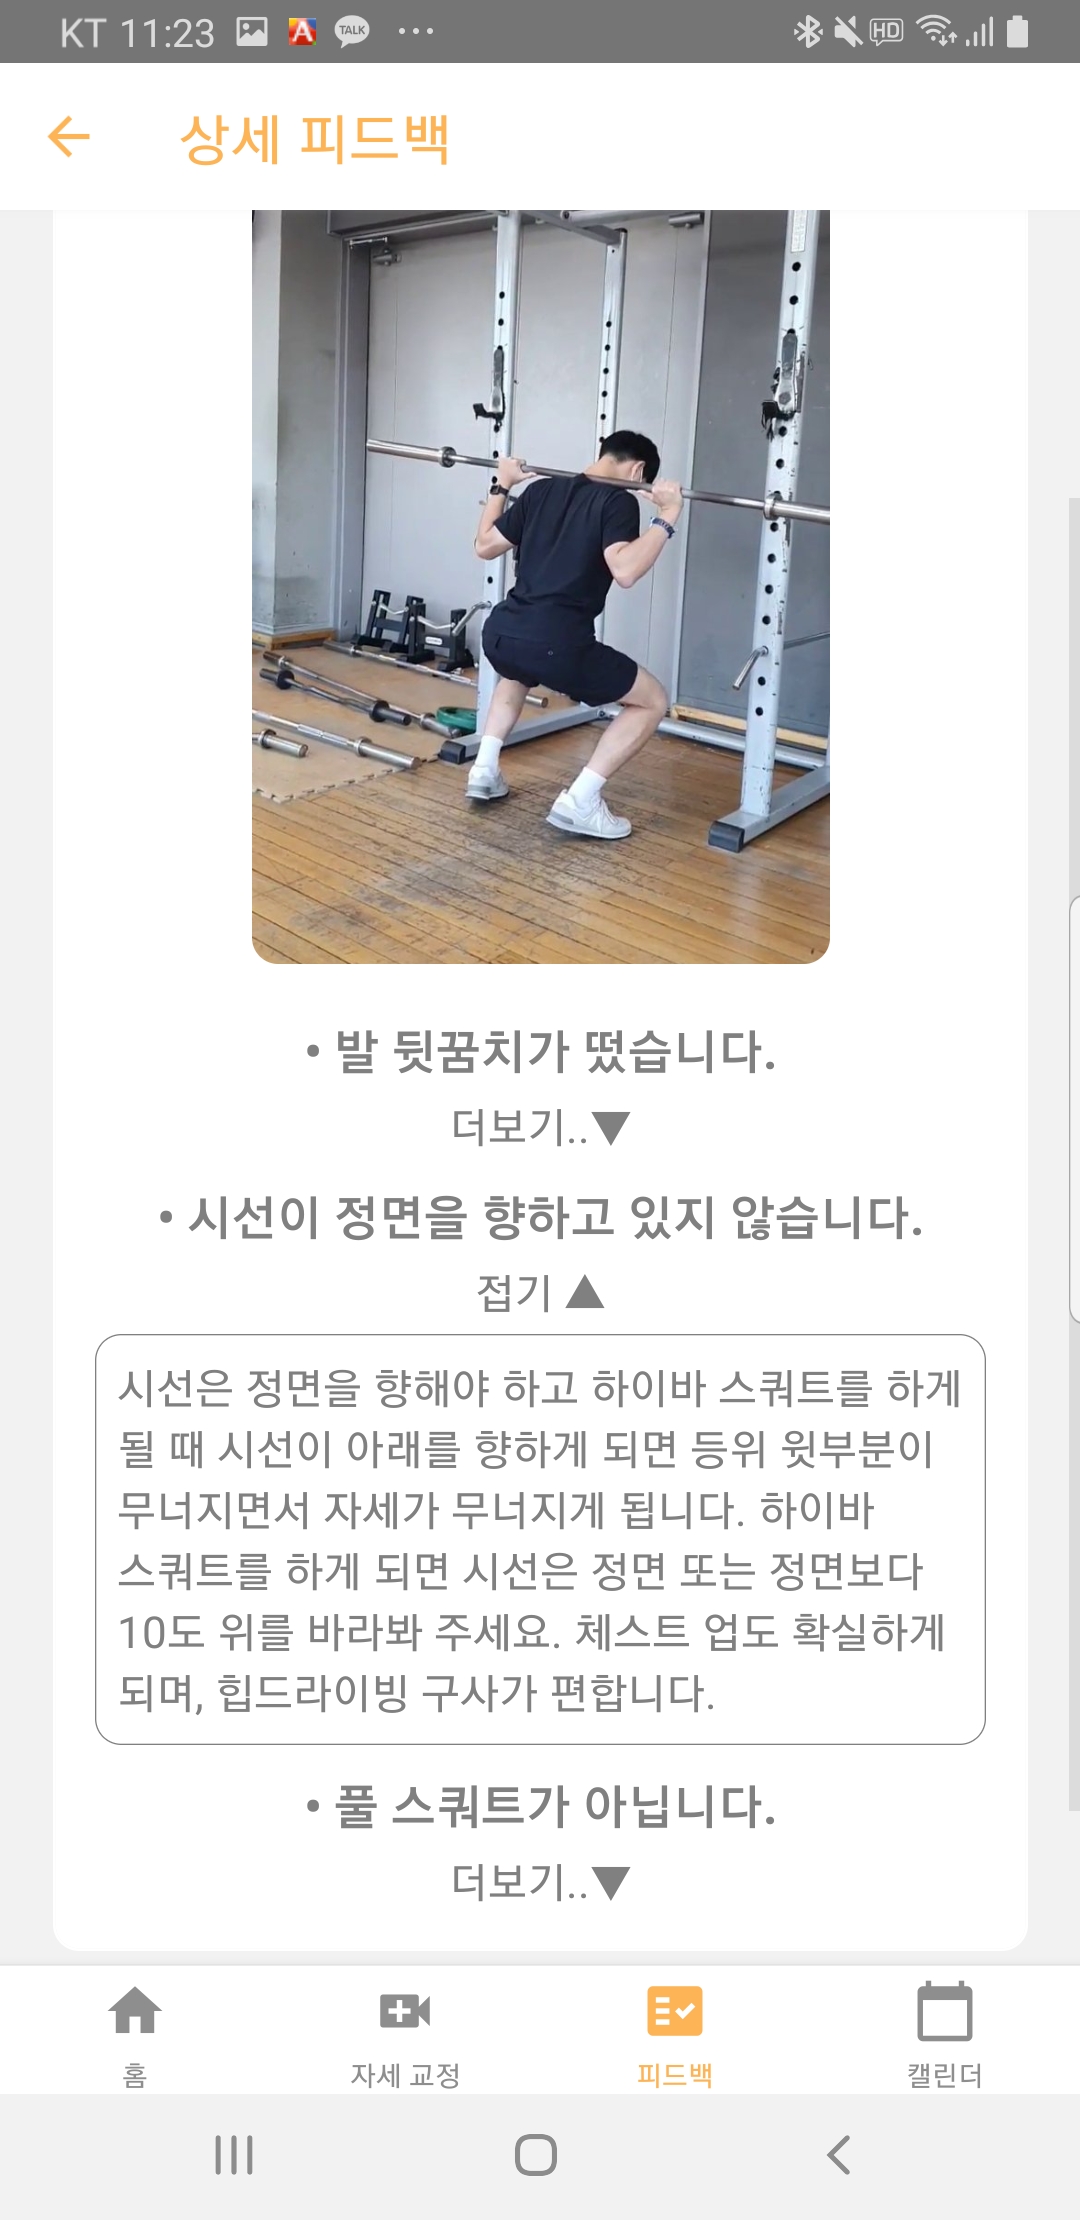 KT 11:23
TALK
HD
상세 피드백
• 발 뒷꿈치가 떴습니다.
더보기..▼
• 시선이 정면을 향하고 있지 않습니다.
접기 ▲
시선은 정면을 향해야 하고 하이바 스쿼트를 하게
될 때 시선이 아래를 향하게 되면 등위 윗부분이
무너지면서 자세가 무너지게 됩니다. 하이바
스쿼트를 하게 되면 시선은 정면 또는 정면보다
10도 위를 바라봐 주세요. 체스트 업도 확실하게
되며, 힙드라이빙 구사가 편합니다.
• 풀 스쿼트가 아닙니다.
더보기..▼
홈
자세 교정
피드백
캘린더